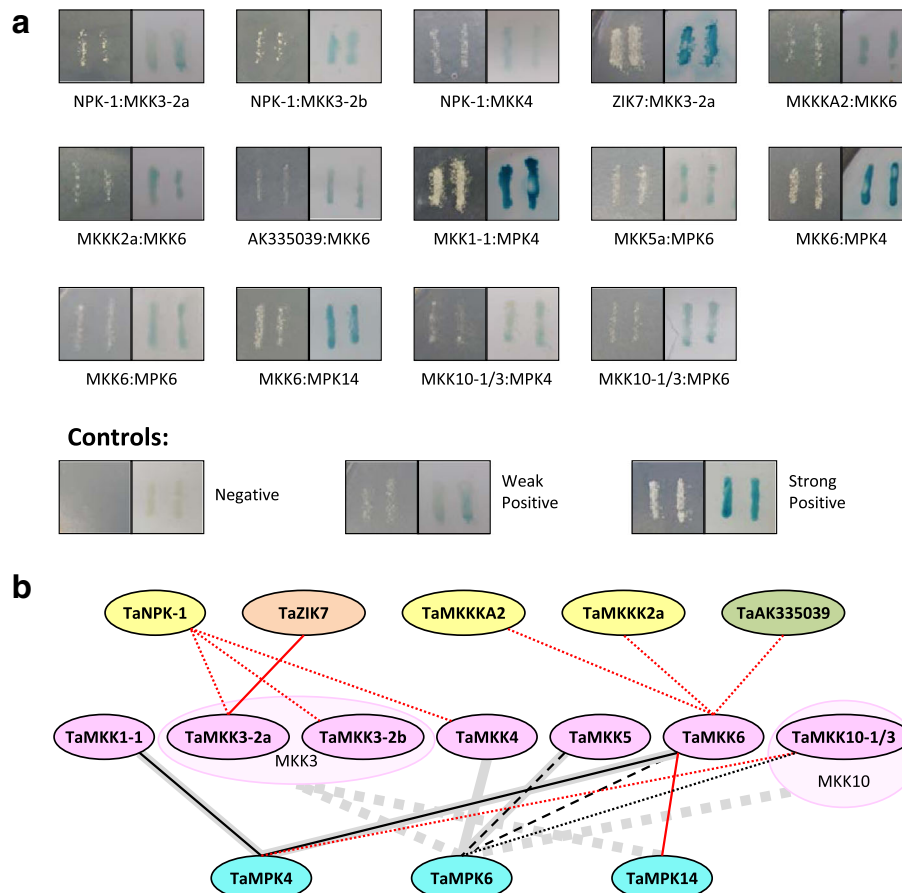 a
NPK-1:MKK3-2a NPK-1:MKK3-2b NPK-1:MKK4 ZIK7:MKK3-2a MKKKA2:MKK6
MKKK2a:MKK6 AK335039:MKK6 MKK1-1:MPK4 MKK5a:MPK6 MKK6:MPK4
MKK6:MPK6 MKK6:MPK14 MKK10-1/3:MPK4 MKK10-1/3:MPK6
Controls:
Negative
Weak
Positive
Strong
Positive
b
TaNPK-1 TaZIK7 TaMKKKA2 TaMKKK2a TaAK335039
TaMKK1-1 TaMKK3-2a TaMKK3-2b TaMKK4 TaMKK5 TaMKK6 TaMKK10-1/3
MKK3 MKK10
TaMPK4 TaMPK6 TaMPK14